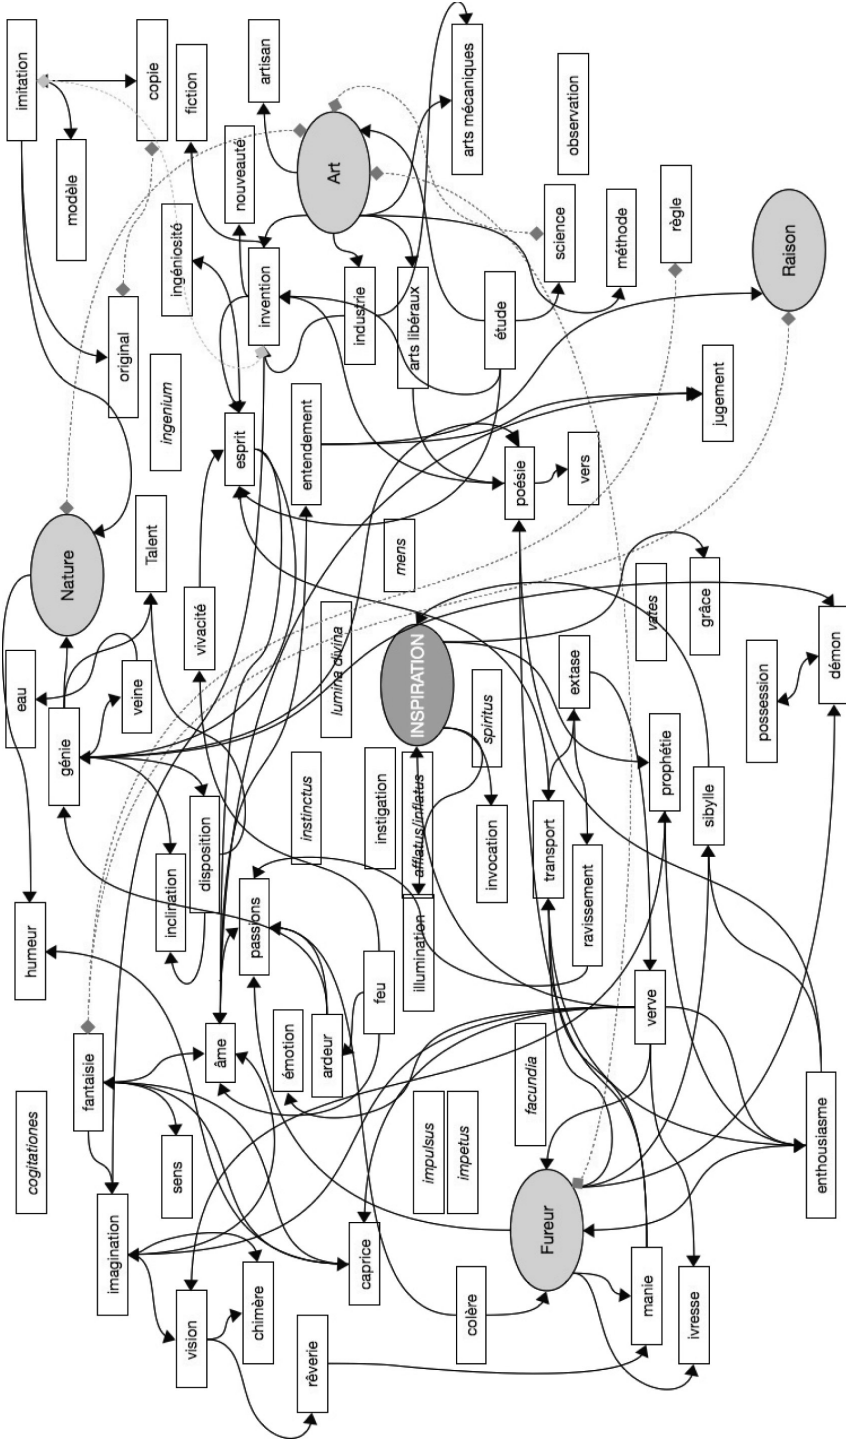 cogitationes
humeur
eau
imitation
fantaisie
génie
Nature
modèle
imagination
veine
original
copie
sens
inclination
Talent
ingenium
ingéniosité
fiction
vision
âme
disposition
vivacité
esprit
nouveauté
chimère
passions
invention
artisan
émotion
instinctus
entendement
rêverie
ardeur
lumina divina
Art
caprice
feu
instigation
industrie
illumination
afflatus/inflatus
INSPIRATION
mens
arts libéraux
impulsus
impetus
colère
invocation
spiritus
étude
arts mécaniques
facundia
poésie
Fureur
transport
extase
vers
science
observation
ravissement
méthode
manie
verve
prophétie
vates
règle
ivresse
sibylle
grâce
jugement
possession
Raison
enthousiasme
démon